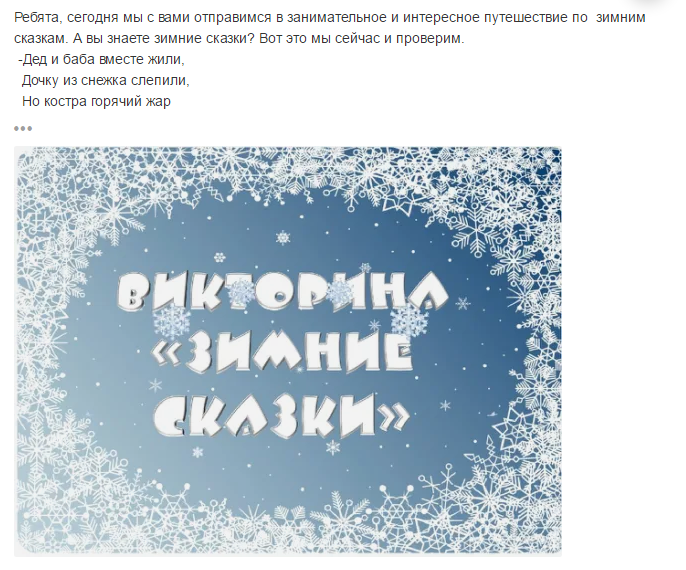 Ребята, сегодня мы с вами отправимся в занимательное и интересное путешествие по  зимним
сказкам. А вы знаете зимние сказки? Вот это мы сейчас и проверим.
-Дед и баба вместе жили,
Дочку из снежка слепили,
Но костра горячий жар
•••
ВИКТОРИНА
«ЗИМНИЕ
СКАЗКИ»